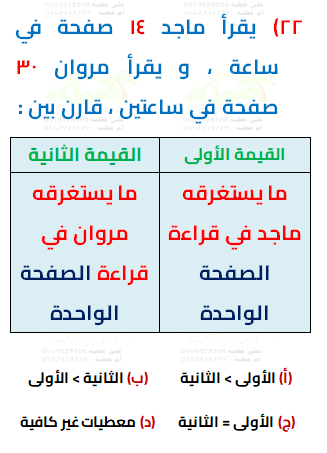 ٢٢) يقرأ ماجد ١٤ صفحة في
ساعة ، و يقرأ مروان ٣٠
صفحة في ساعتين ، قارن بين :
القيمة الأولى
القيمة الثانية
ما يستغرقه
ماجد في قراءة
الصفحة
الواحدة
ما يستغرقه
مروان في
قراءة الصفحة
الواحدة
(أ) الأولى > الثانية
(ب) الثانية > الأولى
(ج) الأولى = الثانية
(د) معطيات غير كافية